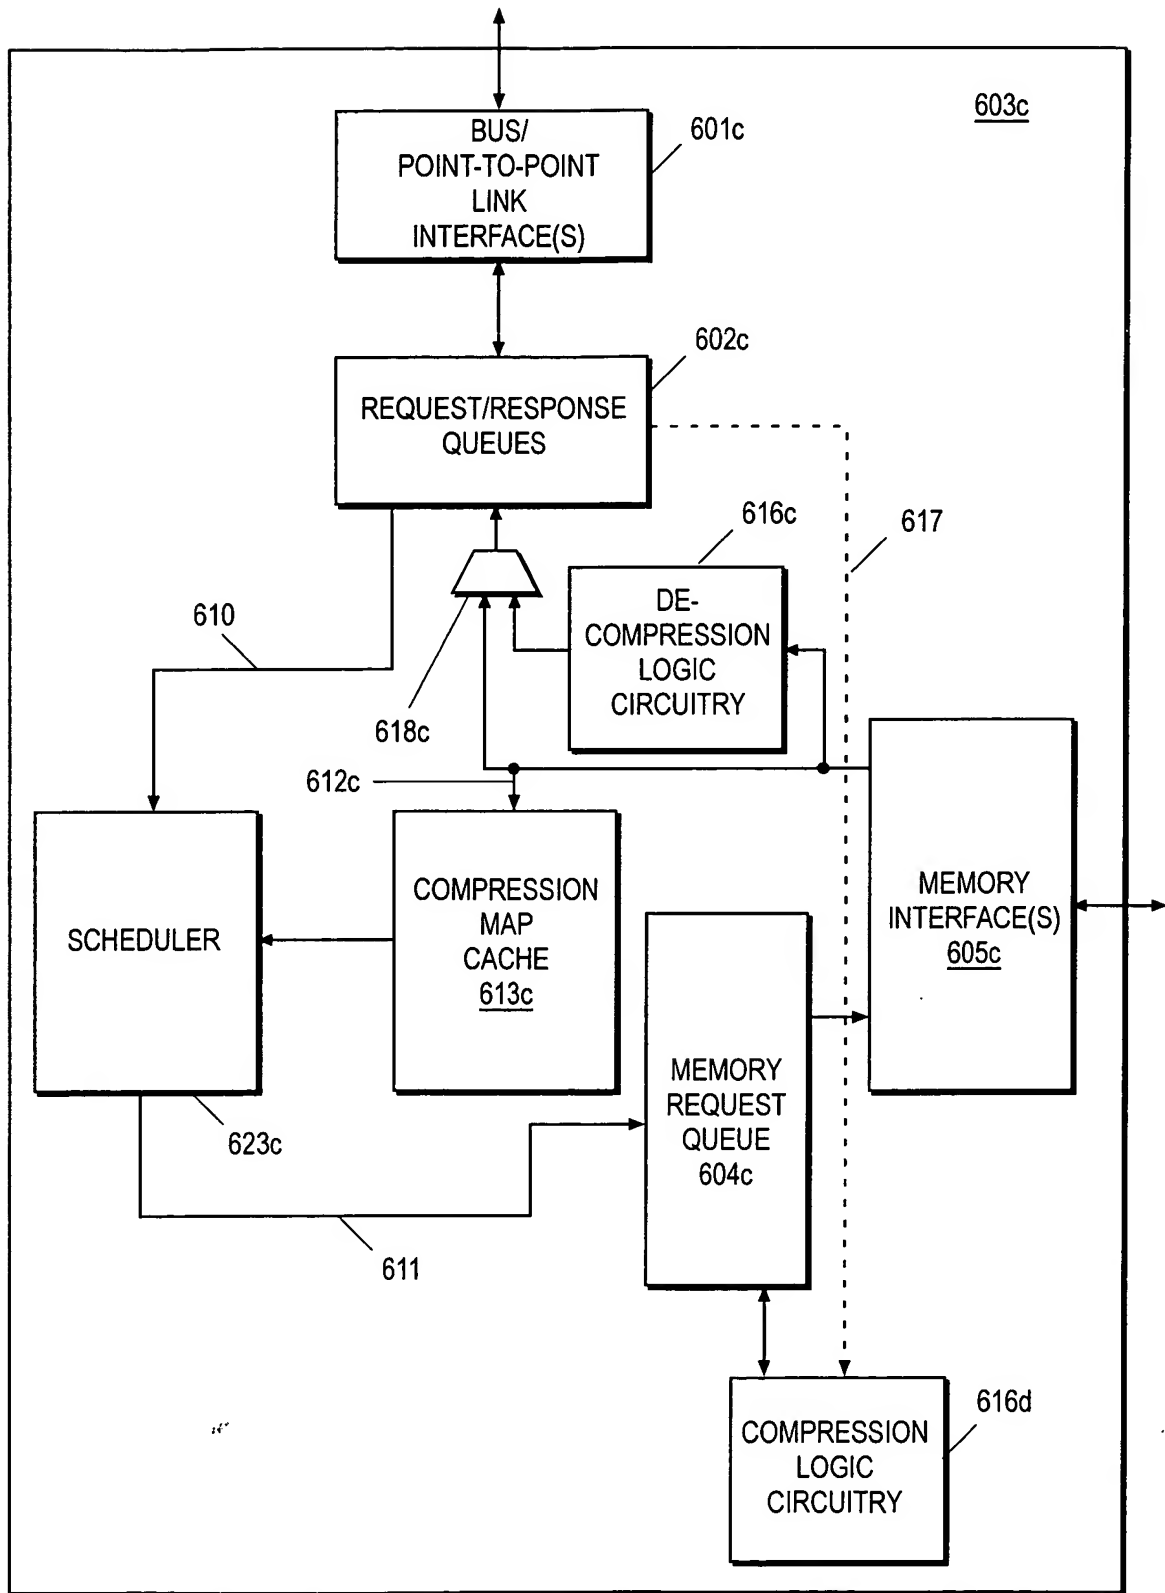 603c
BUS/
POINT-TO-POINT
LINK
INTERFACE(S)
601c
602c
REQUEST/RESPONSE
QUEUES
616c
617
DE-
COMPRESSION
LOGIC
CIRCUITRY
610
618c
612c
SCHEDULER
COMPRESSION
MAP
CACHE
613c
MEMORY
INTERFACE(S)
605c
MEMORY
REQUEST
QUEUE
604c
623c
611
616d
COMPRESSION
LOGIC
CIRCUITRY